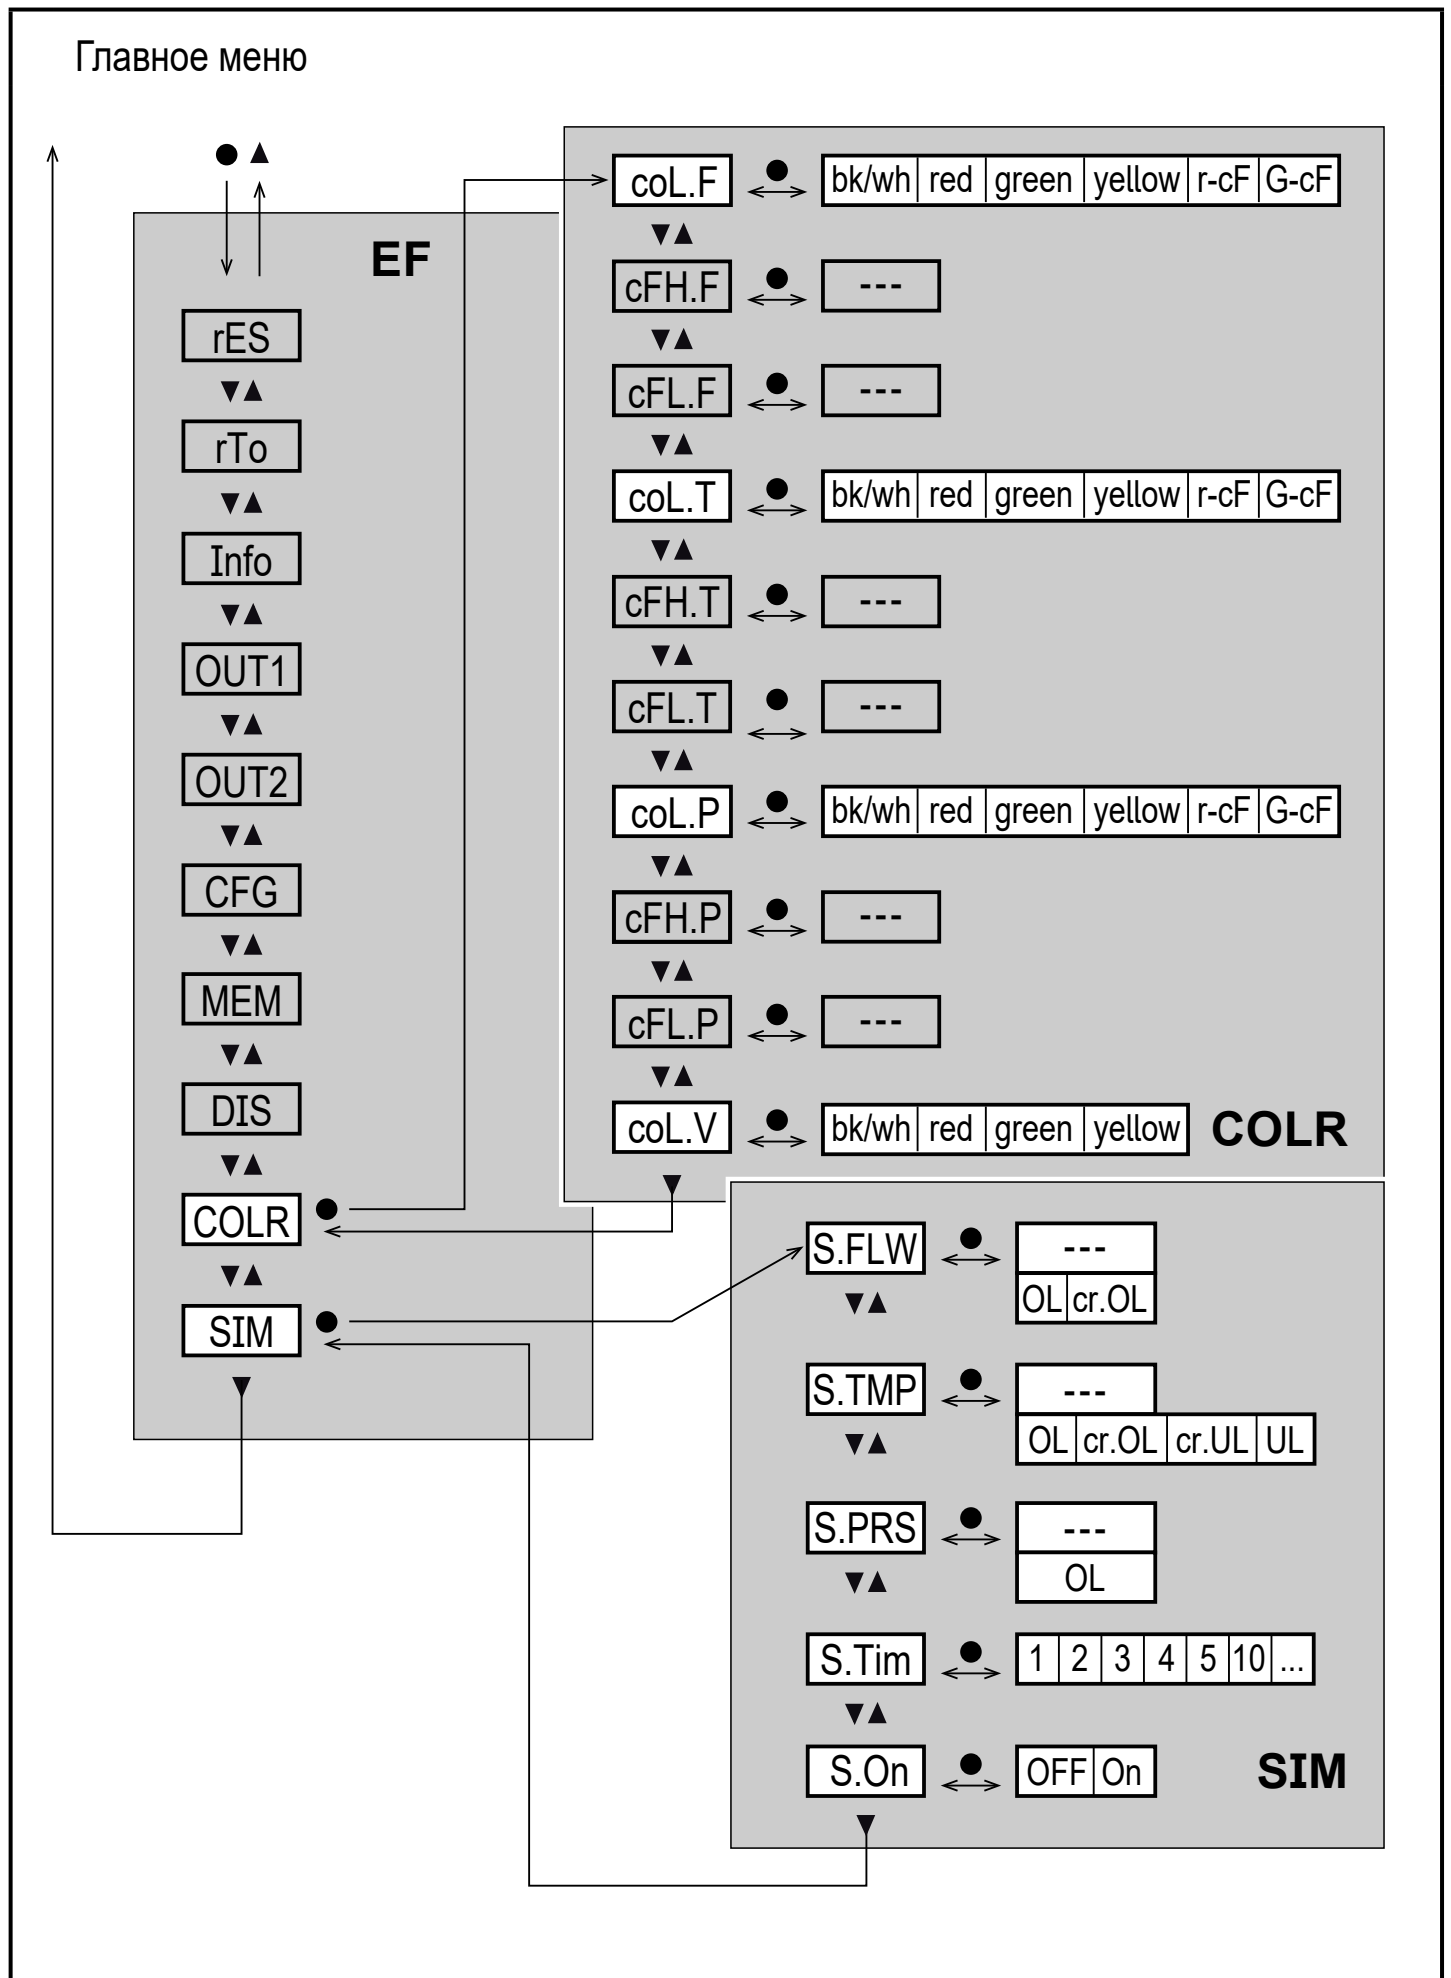 Главное меню
EF
rES
rTo
Info
OUT1
OUT2
CFG
MEM
DIS
COLR
SIM
coL.F bk/wh red green yellow r-cF G-cF
cFH.F ---
cFL.F ---
coL.T bk/wh red green yellow r-cF G-cF
cFH.T ---
cFL.T ---
coL.P bk/wh red green yellow r-cF G-cF
cFH.P ---
cFL.P ---
coL.V bk/wh red green yellow COLR
S.FLW ---
OL cr.OL
S.TMP ---
OL cr.OL cr.UL UL
S.PRS ---
OL
S.Tim 1 2 3 4 5 10 ...
S.On OFF On SIM